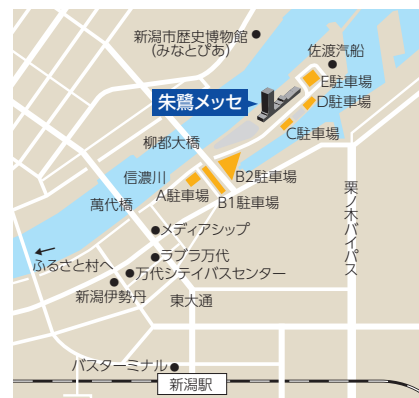 新潟市歴史博物館
(みなとぴあ)
佐渡汽船
E駐車場
朱鷺メッセ
D駐車場
C駐車場
柳都大橋
B2駐車場
信濃川
A駐車場
B1駐車場
萬代橋
栗ノ木バイパス
メディアシップ
ラブラ万代
ふるさと村へ
万代シテイバスセンター
新潟伊勢丹
東大通
バスターミナル
新潟駅